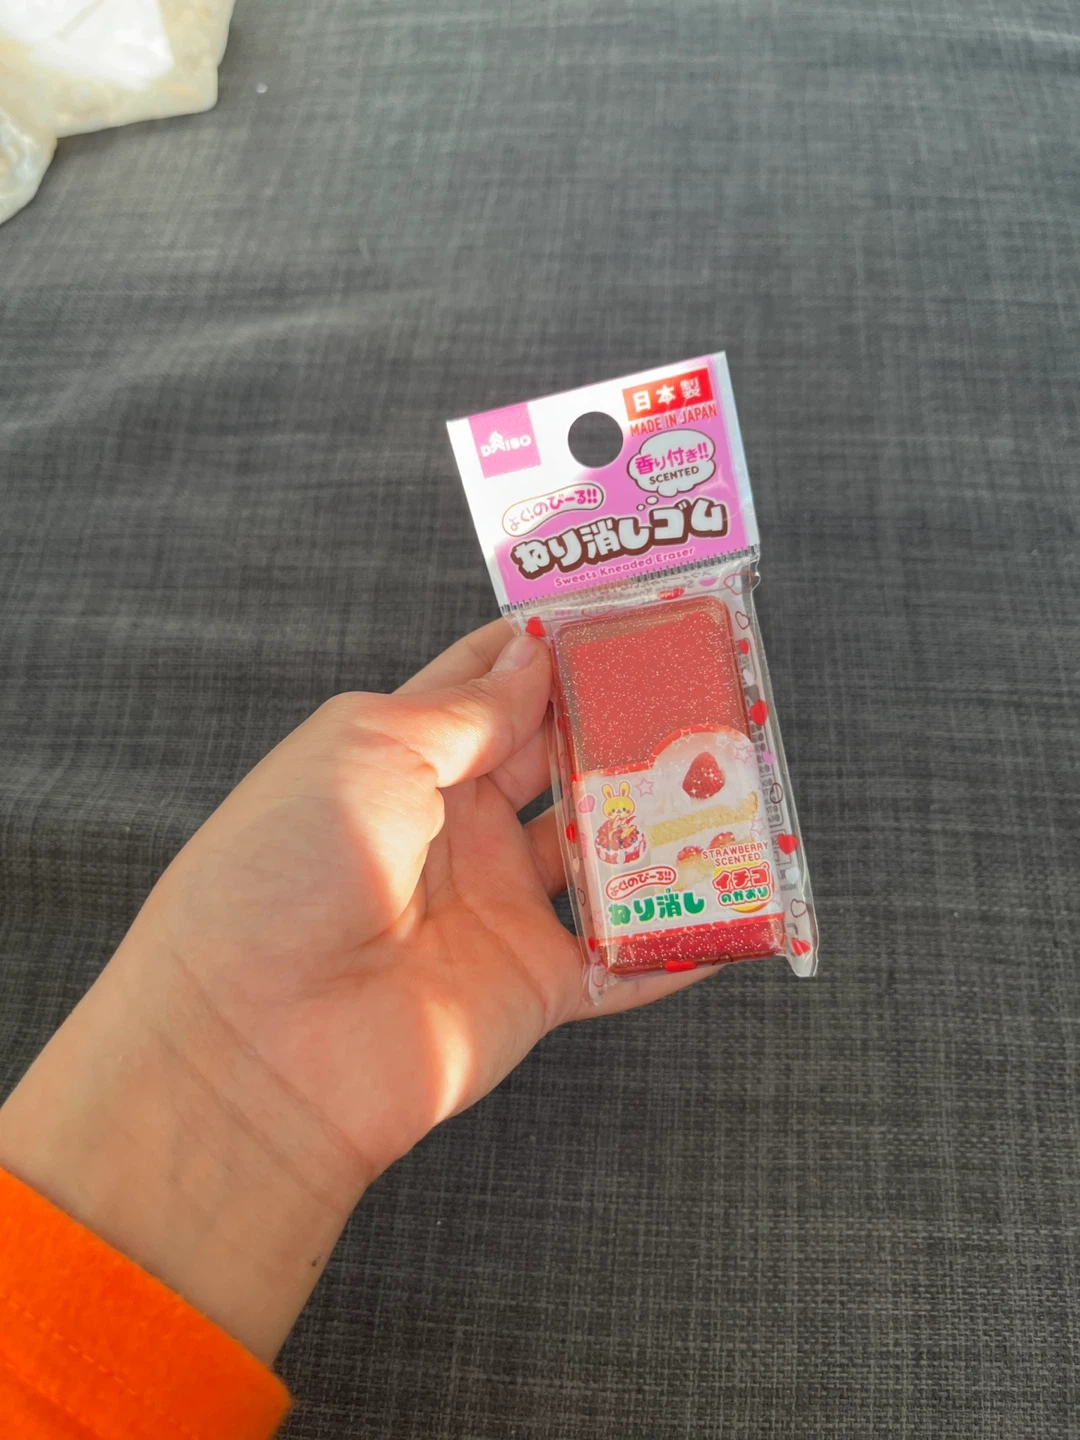 DAISO
日本製
MADE IN JAPAN
香り付き!!
SCENTED
よくのびーる!!
ねり消しゴム
Sweets Kneaded Eraser
STRAWBERRY
SCENTED
よくのびーる!!
イチゴ
のかおり
ねり消し